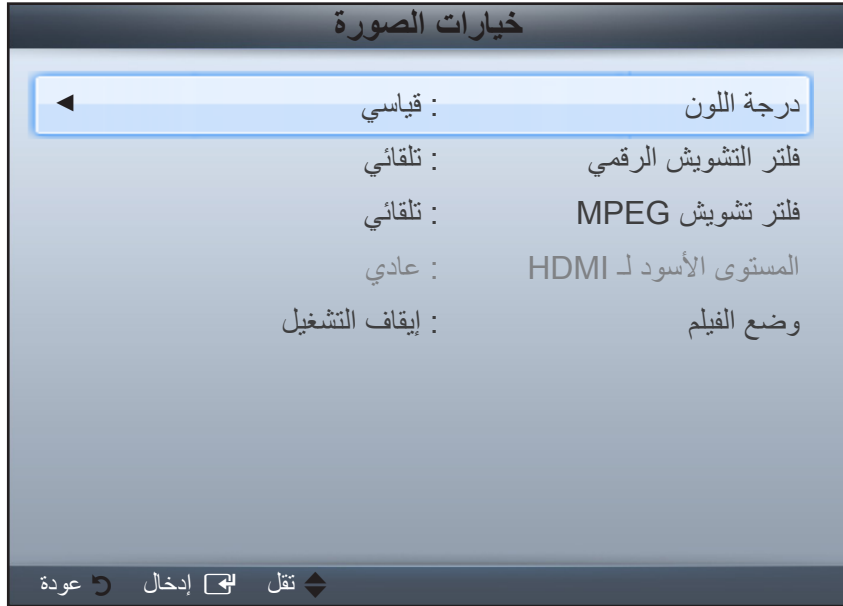 خيارات الصورة
درجة اللون : قياسي ◄
فلتر التشويش الرقمي : تلقائي
فلتر تشويش MPEG : تلقائي
المستوى الأسود لـ HDMI : عادي
وضع الفيلم : إيقاف التشغيل
تقل إدخال عودة